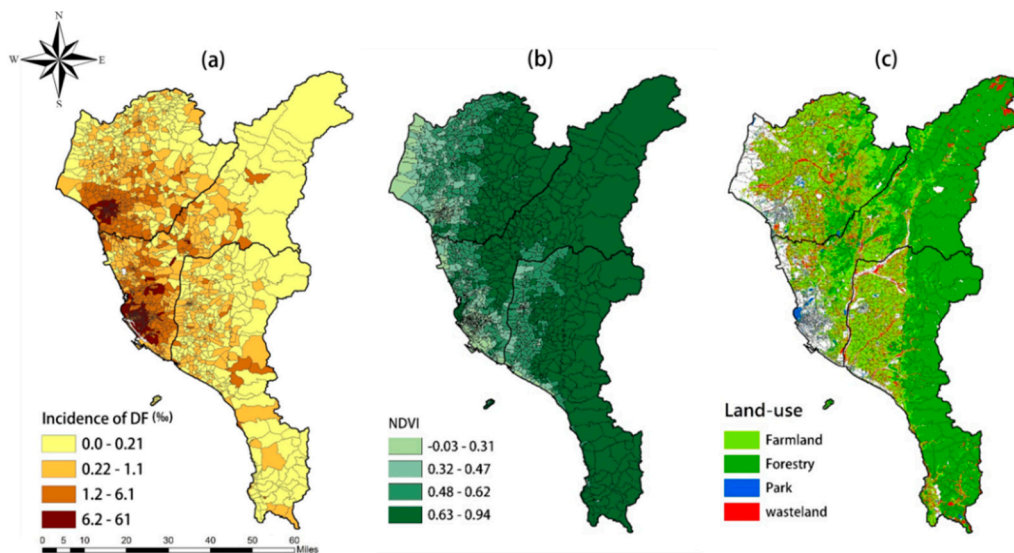 N
W E
S
(a)
(b)
(c)
Incidence of DF (‰)
0.0 - 0.21
0.22 - 1.1
1.2 - 6.1
6.2 - 61
0 5 10 20 30 40 50 60
Miles
NDVI
-0.03 - 0.31
0.32 - 0.47
0.48 - 0.62
0.63 - 0.94
Land-use
Farmland
Forestry
Park
wasteland